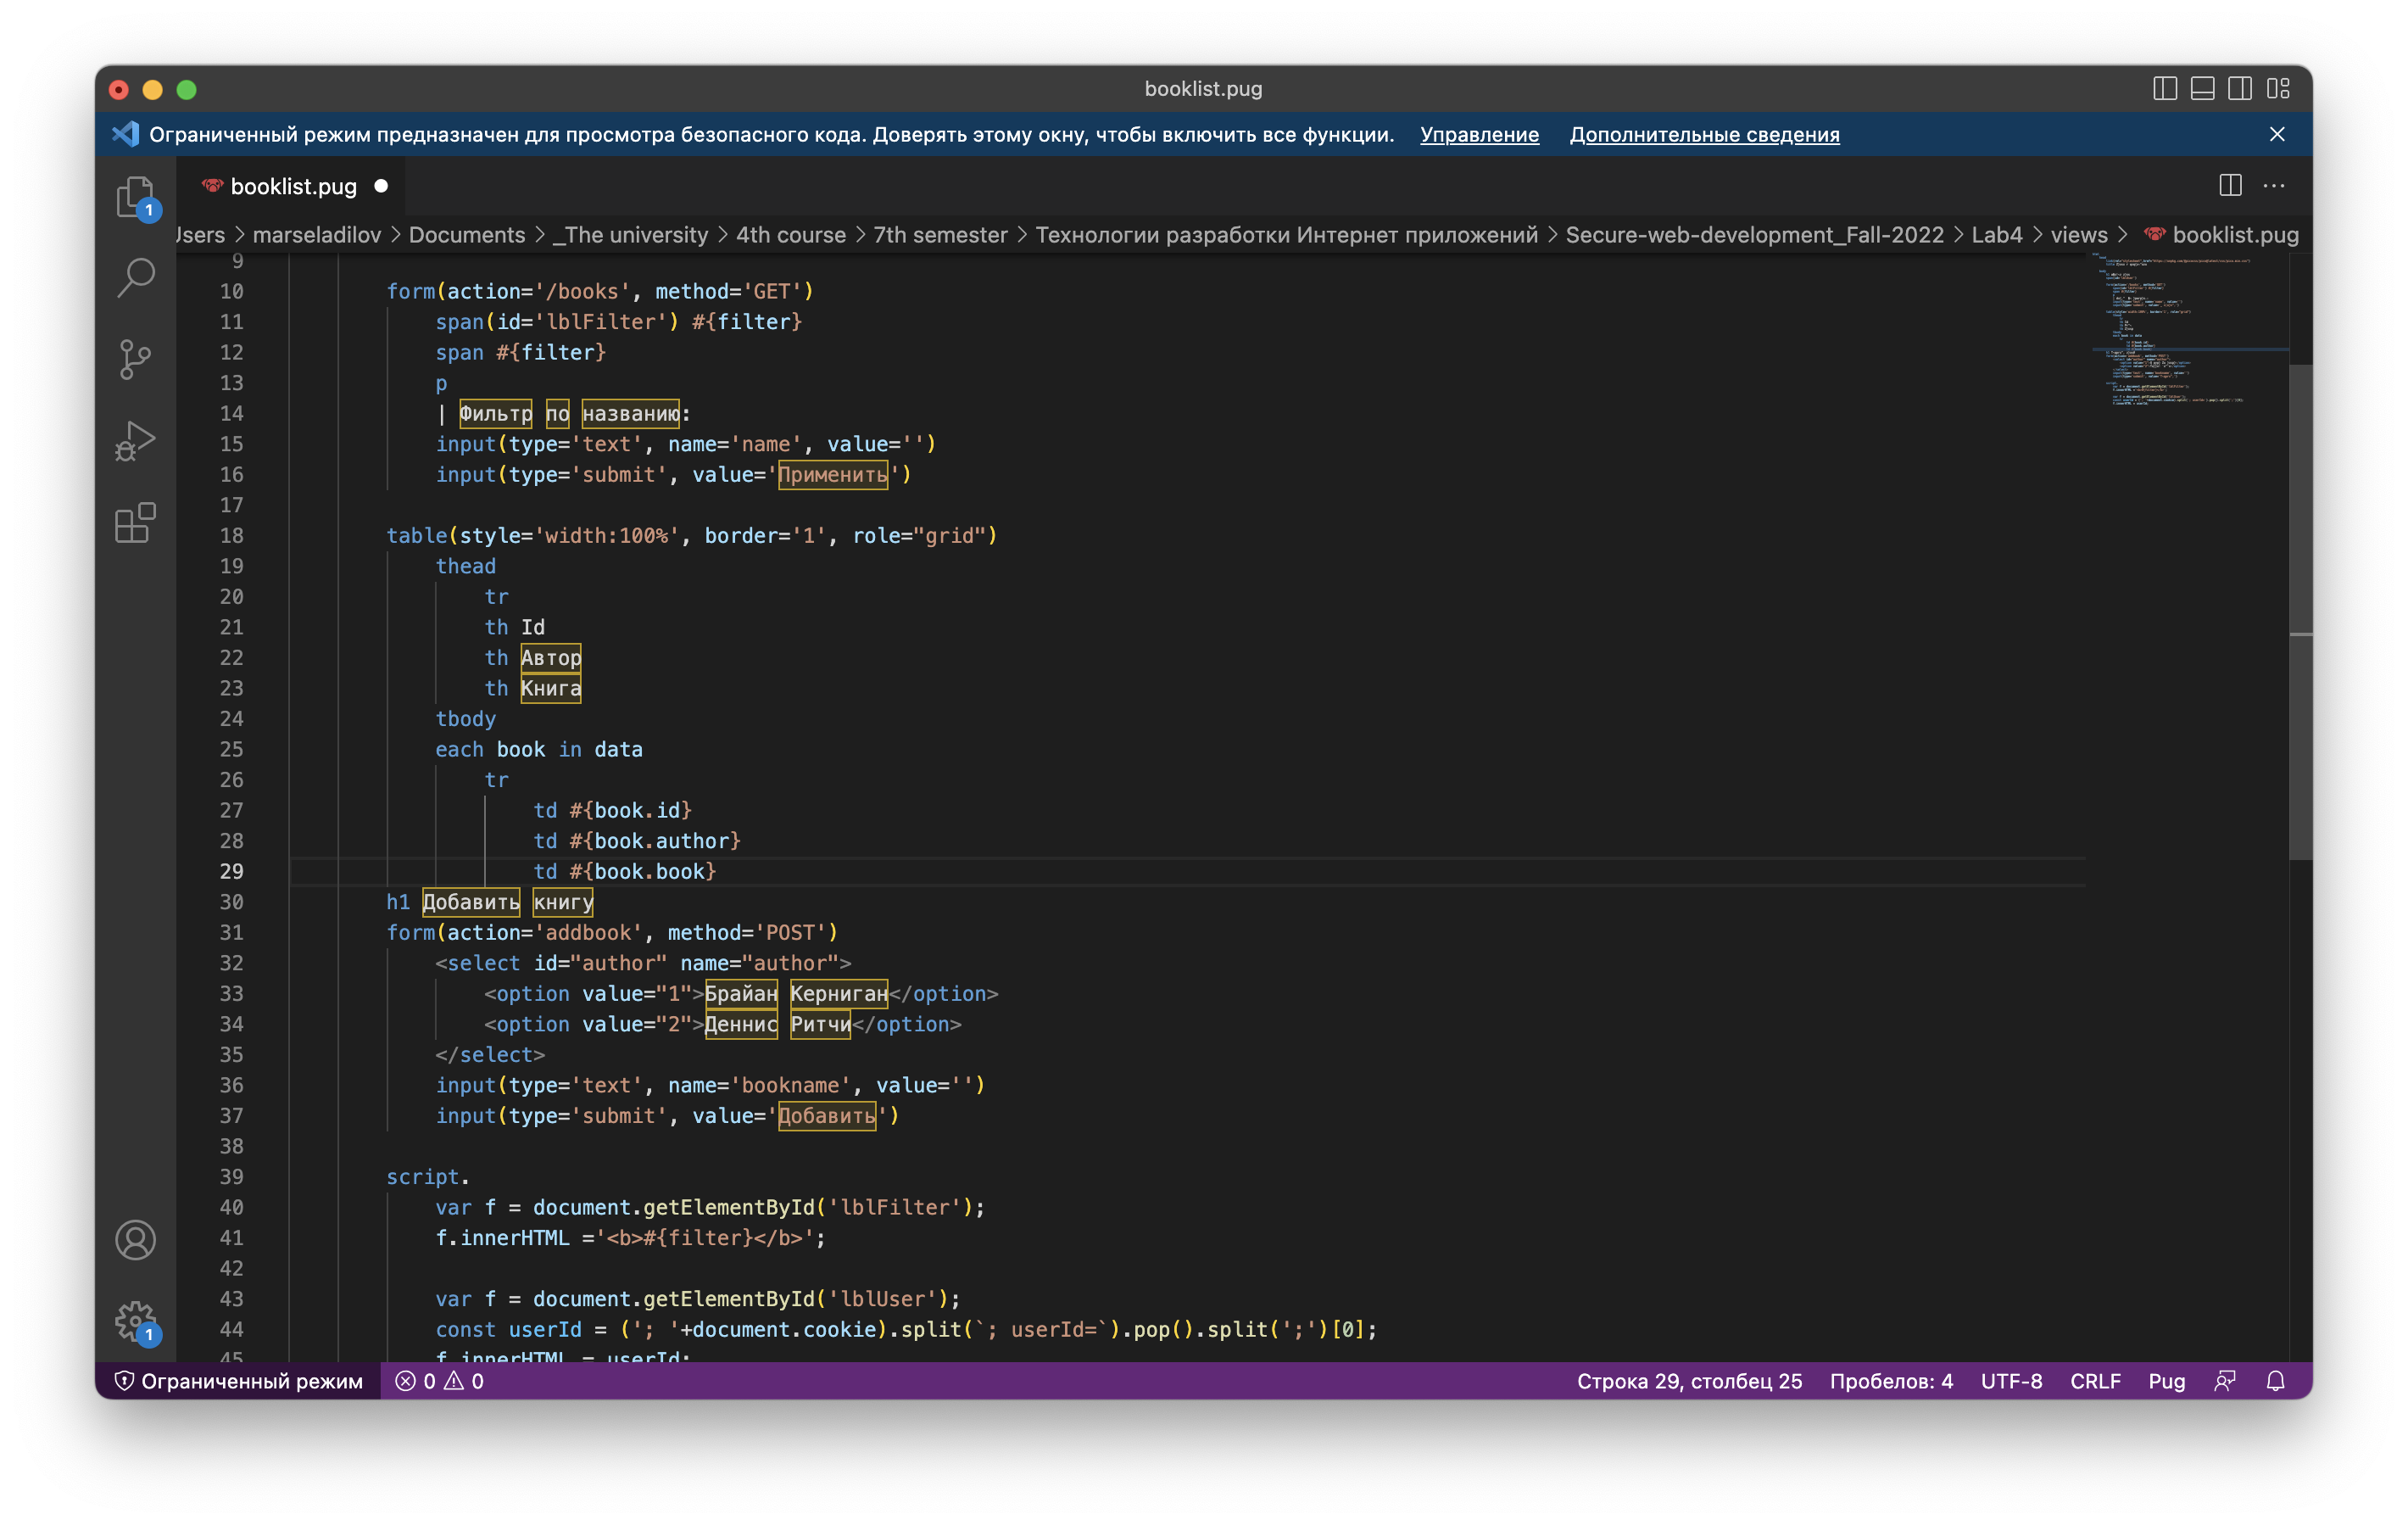 booklist.pug
Ограниченный режим предназначен для просмотра безопасного кода. Доверять этому окну, чтобы включить все функции. Управление Дополнительные сведения
1
booklist.pug
Users > marseladilov > Documents > _The university > 4th course > 7th semester > Технологии разработки Интернет приложений > Secure-web-development_Fall-2022 > Lab4 > views > booklist.pug
9
10 form(action='/books', method='GET')
11 span(id='lblFilter') #{filter}
12 span #{filter}
13 p
14 | Фильтр по названию:
15 input(type='text', name='name', value='')
16 input(type='submit', value='Применить')
17
18 table(style='width:100%', border='1', role="grid")
19 thead
20 tr
21 th Id
22 th Автор
23 th Книга
24 tbody
25 each book in data
26 tr
27 td #{book.id}
28 td #{book.author}
29 td #{book.book}
30 h1 Добавить книгу
31 form(action='addbook', method='POST')
32 <select id="author" name="author">
33 <option value="1">Брайан Керниган</option>
34 <option value="2">Деннис Ритчи</option>
35 </select>
36 input(type='text', name='bookname', value='')
37 input(type='submit', value='Добавить')
38
39 script.
40 var f = document.getElementById('lblFilter');
41 f.innerHTML ='<b>#{filter}</b>';
42
43 var f = document.getElementById('lblUser');
44 const userId = ('; '+document.cookie).split(`; userId=`).pop().split(';')[0];
45 f.innerHTML = userId;
1
Ограниченный режим 0 0 Строка 29, столбец 25 Пробелов: 4 UTF-8 CRLF Pug